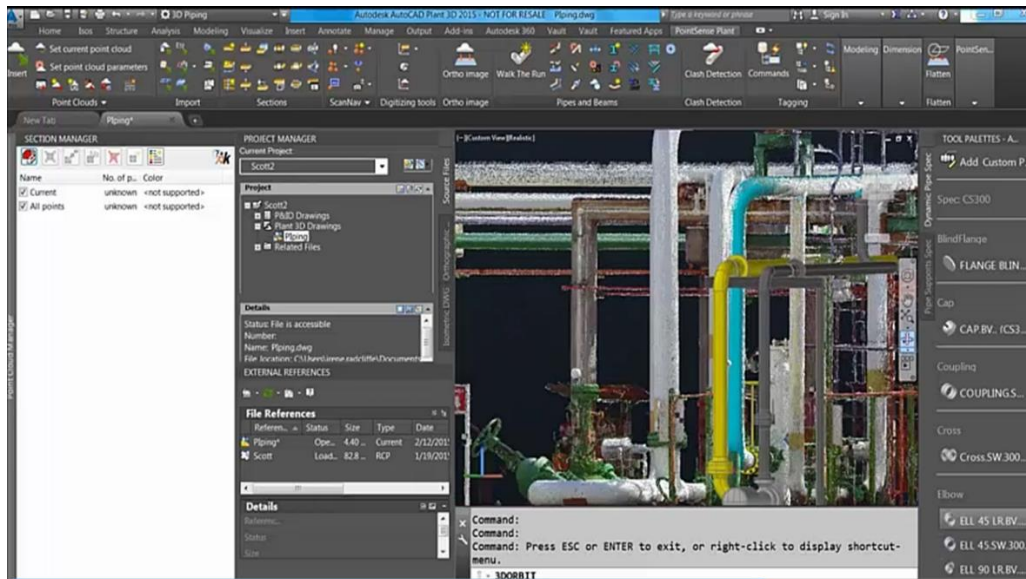 3D Piping
Autodesk AutoCAD Plant 3D 2015 - NOT FOR RESALE Piping.dwg
Type a keyword or phrase
Sign In
Home Isos Structure Analysis Modeling Visualize Insert Annotate Manage Output Add-ins Autodesk 360 Vault Vault Featured Apps PointSense Plant
Set current point cloud
Set point cloud parameters
Insert
Ortho image
Walk The Run
Clash Detection
Commands
Modeling
Dimension
Flatten
PointSen...
Point Clouds
Import
Sections
ScanNav
Digitizing tools
Ortho image
Pipes and Beams
Clash Detection
Tagging
Flatten
New Tab
Piping*
SECTION MANAGER
Name No. of p... Color
Current unknown <not supported>
All points unknown <not supported>
Point Cloud Manager
PROJECT MANAGER
Current Project:
Scott2
Project
Scott2
P&ID Drawings
Plant 3D Drawings
Piping
Related Files
Details
Status: File is accessible
Number:
Name: Piping.dwg
File location: C:\Users\irene.radcliffe\Documents
Source Files
Orthographic...
Isometric DWG
EXTERNAL REFERENCES
File References
Referen... Status Size Type Date
Piping* Ope... 4.40 ... Current 2/12/201
Scott Load... 82.8 ... RCP 1/19/201
Details
Referenc...
Status
Size
[-][Custom View][Realistic]
Command:
Command:
Command: Press ESC or ENTER to exit, or right-click to display shortcut-
menu.
- 3DORBIT
TOOL PALETTES - A...
Dynamic Pipe Spec
Pipe Supports Spec
Add Custom P
Spec: CS300
BlindFlange
FLANGE BLIN...
Cap
CAP.BV.. (CS3
Coupling
COUPLING.S...
Cross
Cross.SW.300...
Elbow
ELL 45 LR.BV...
ELL 45.SW.300.
ELL 90 LR.BV...